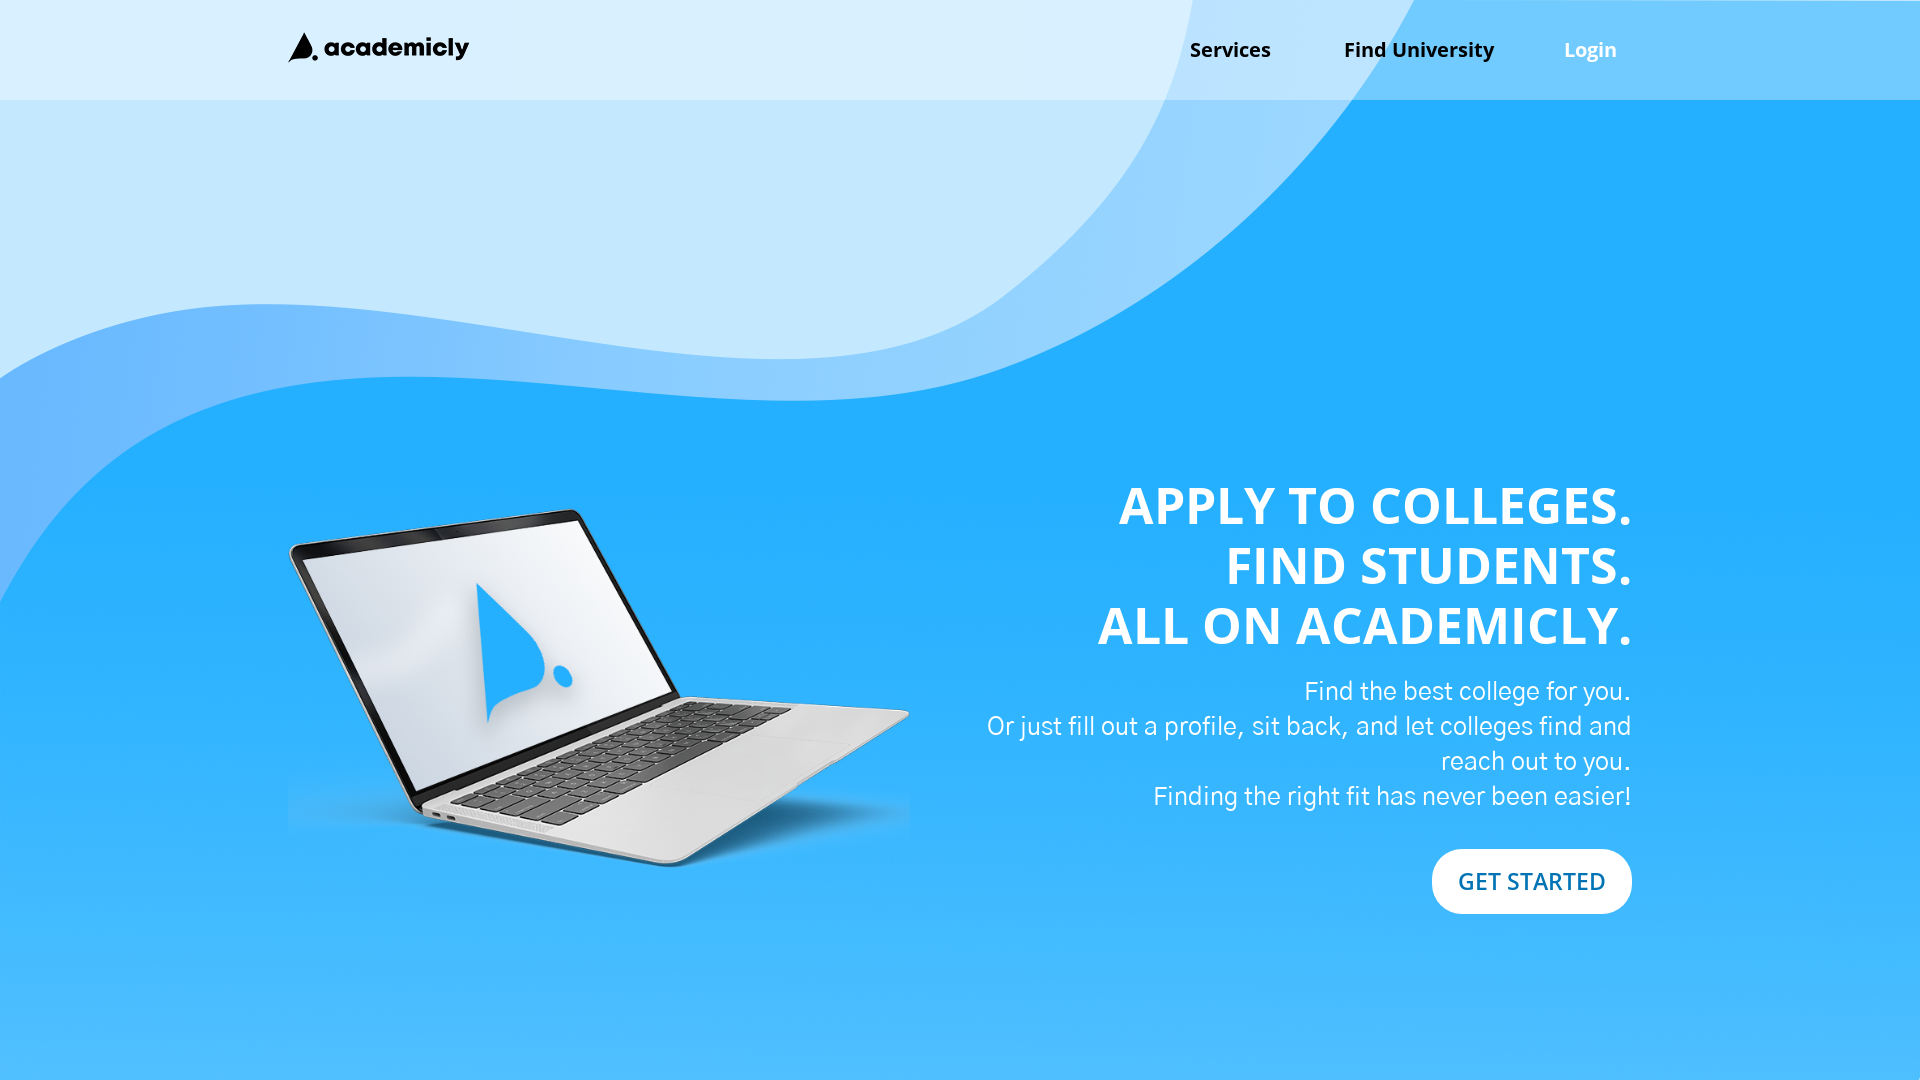 academicly
Services
Find University
Login
APPLY TO COLLEGES.
FIND STUDENTS.
ALL ON ACADEMICLY.
Find the best college for you.
Or just fill out a profile, sit back, and let colleges find and
reach out to you.
Finding the right fit has never been easier!
GET STARTED